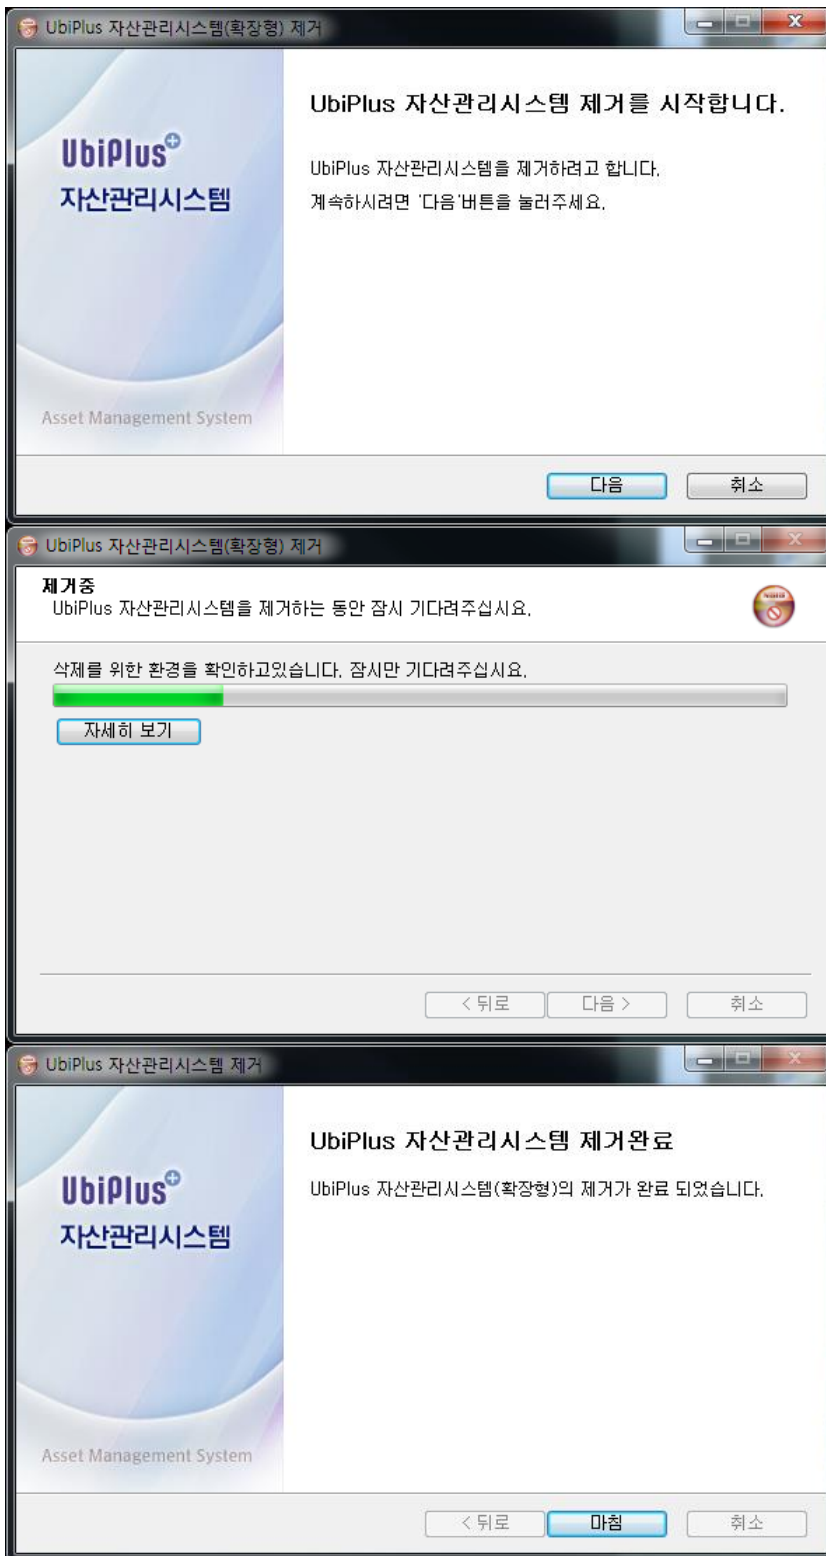 UbiPlus 자산관리시스템(확장형) 제거
UbiPlus
자산관리시스템
Asset Management System
UbiPlus 자산관리시스템 제거를 시작합니다.
UbiPlus 자산관리시스템을 제거하려고 합니다.
계속하시려면 '다음'버튼을 눌러주세요.
다음
취소
UbiPlus 자산관리시스템(확장형) 제거
제거중
UbiPlus 자산관리시스템을 제거하는 동안 잠시 기다려주십시요.
삭제를 위한 환경을 확인하고있습니다. 잠시만 기다려주십시요.
자세히 보기
< 뒤로
다음 >
취소
UbiPlus 자산관리시스템 제거
UbiPlus
자산관리시스템
Asset Management System
UbiPlus 자산관리시스템 제거완료
UbiPlus 자산관리시스템(확장형)의 제거가 완료 되었습니다.
< 뒤로
마침
취소